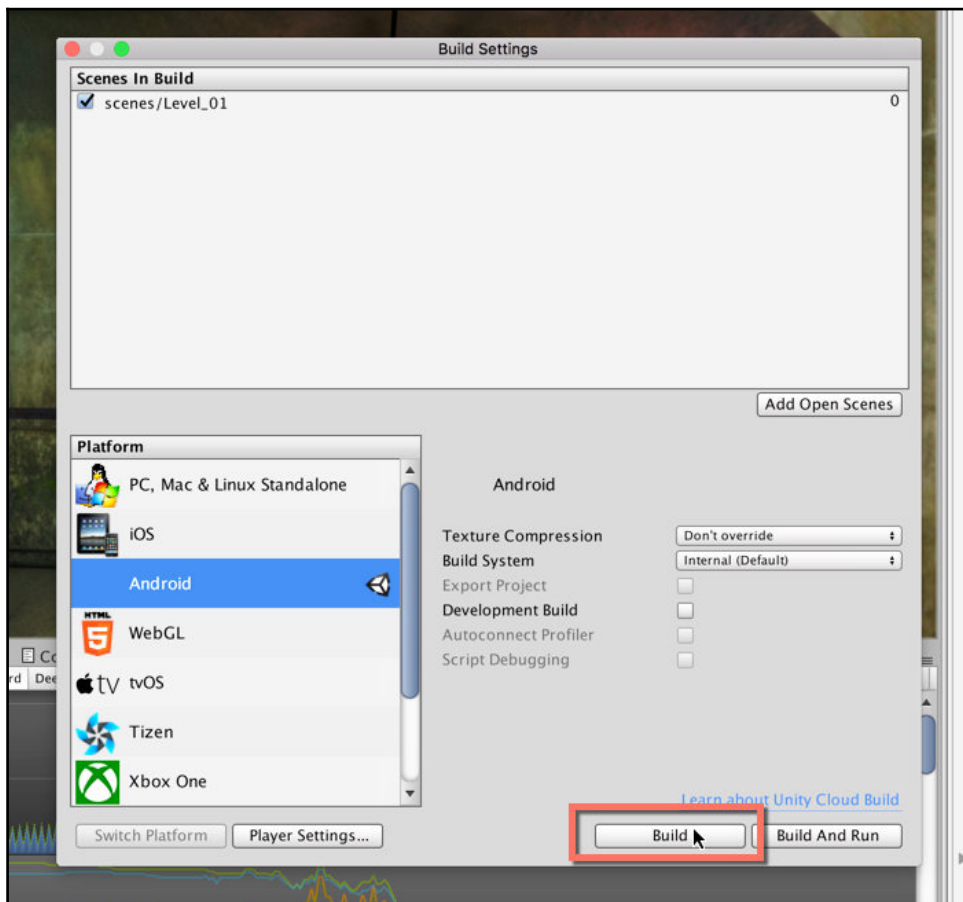 Build Settings
Scenes In Build
scenes/Level_01 0
Add Open Scenes
Platform
PC, Mac & Linux Standalone
Android
iOS
Texture Compression Don't override
Build System Internal (Default)
Android
Export Project
Development Build
HTML
5
WebGL
Autoconnect Profiler
Script Debugging
tv tvOS
Tizen
Xbox One
Learn about Unity Cloud Build
Switch Platform Player Settings... Build Build And Run